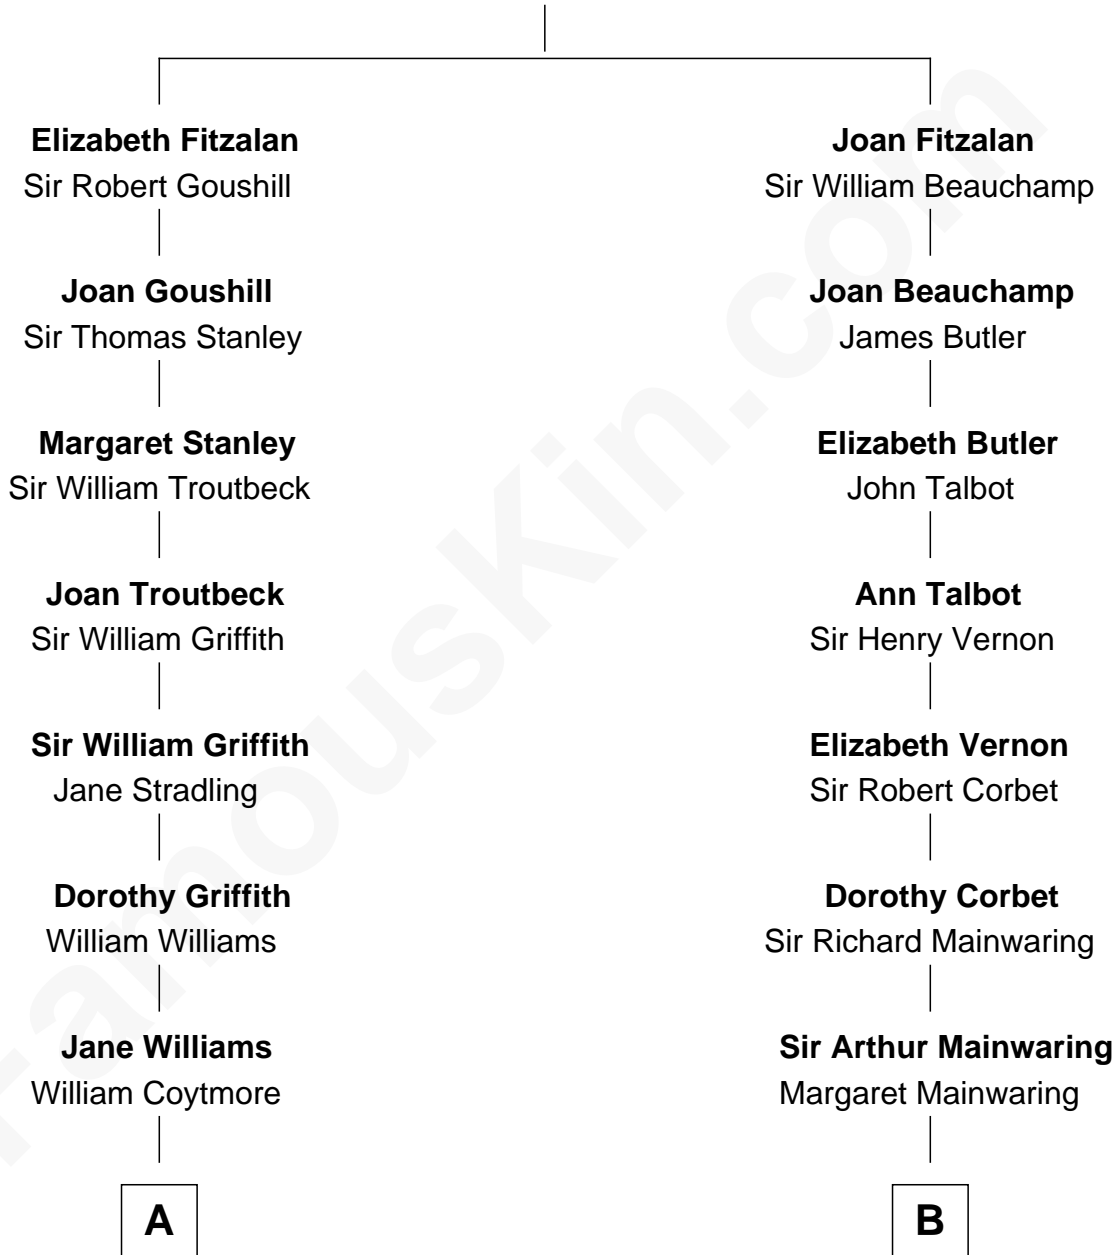 Elizabeth Fitzalan
Sir Robert Goushill
Joan Goushill
Sir Thomas Stanley
Margaret Stanley
Sir William Troutbeck
Joan Troutbeck
Sir William Griffith
Sir William Griffith
Jane Stradling
Dorothy Griffith
William Williams
Jane Williams
William Coytmore
A
Joan Fitzalan
Sir William Beauchamp
Joan Beauchamp
James Butler
Elizabeth Butler
John Talbot
Ann Talbot
Sir Henry Vernon
Elizabeth Vernon
Sir Robert Corbet
Dorothy Corbet
Sir Richard Mainwaring
Sir Arthur Mainwaring
Margaret Mainwaring
B
FamousKin.com